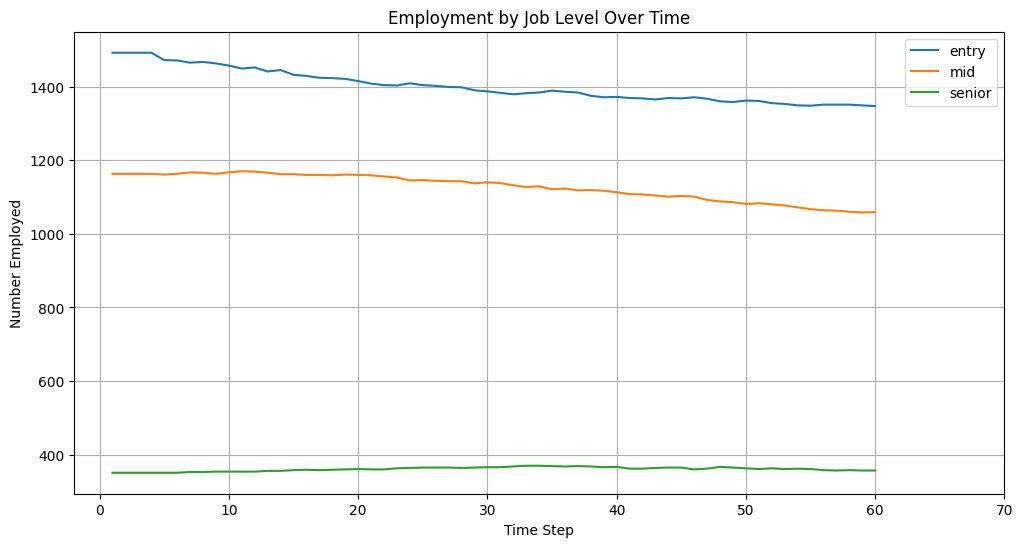 Employment by Job Level Over Time
entry
mid
senior
1400
1200
1000
800
600
400
Number Employed
0 10 20 30 40 50 60 70
Time Step